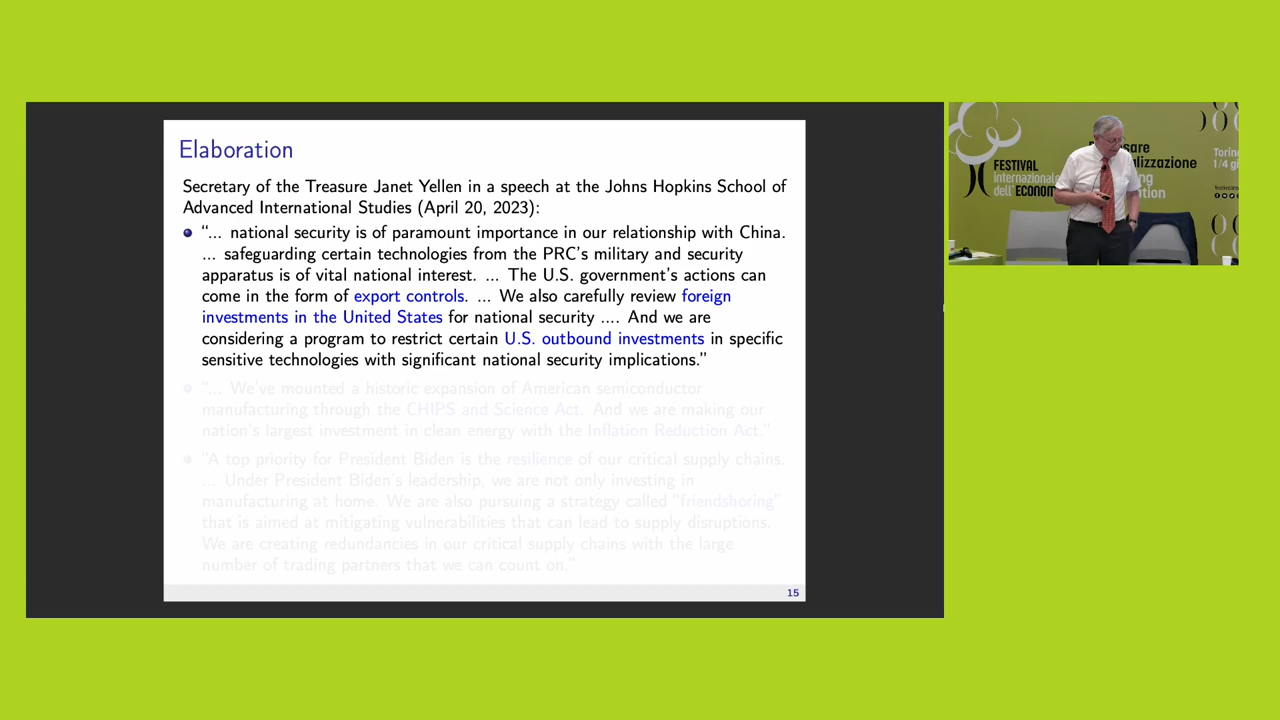 Elaboration
Secretary of the Treasure Janet Yellen in a speech at the Johns Hopkins School of
Advanced International Studies (April 20, 2023):
“... national security is of paramount importance in our relationship with China.
... safeguarding certain technologies from the PRC’s military and security
apparatus is of vital national interest. ... The U.S. government’s actions can
come in the form of export controls. ... We also carefully review foreign
investments in the United States for national security .... And we are
considering a program to restrict certain U.S. outbound investments in specific
sensitive technologies with significant national security implications.”
“... We’ve mounted a historic expansion of American semiconductor
manufacturing through the CHIPS and Science Act. And we are making our
nation’s largest investment in clean energy with the Inflation Reduction Act.”
“A top priority for President Biden is the resilience of our critical supply chains.
... Under President Biden’s leadership, we are not only investing in
manufacturing at home. We are also pursuing a strategy called “friendshoring”
that is aimed at mitigating vulnerabilities that can lead to supply disruptions.
We are creating redundancies in our critical supply chains with the large
number of trading partners that we can count on.”
15
FESTIVAL
internazionale
dell’ECONOM
Torino
1/4 gi